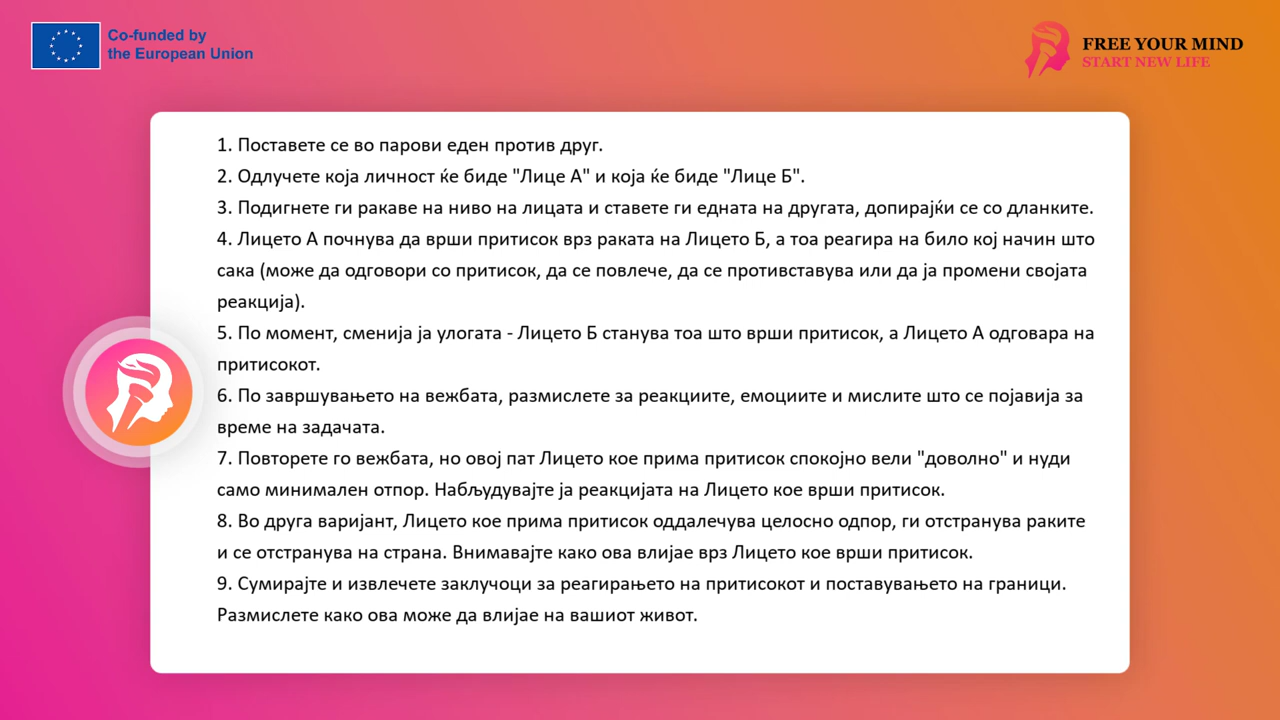 Co-funded by
the European Union
FREE YOUR MIND
START NEW LIFE
1. Поставете се во парови еден против друг.
2. Одлучете која личност ќе биде "Лице А" и која ќе биде "Лице Б".
3. Подигнете ги ракаве на ниво на лицата и ставете ги едната на другата, допирајќи се со дланките.
4. Лицето А почнува да врши притисок врз раката на Лицето Б, а тоа реагира на било кој начин што
сака (може да одговори со притисок, да се повлече, да се противставува или да ја промени својата
реакција).
5. По момент, сменија ја улогата - Лицето Б станува тоа што врши притисок, а Лицето А одговара на
притисокот.
6. По завршувањето на вежбата, размислете за реакциите, емоциите и мислите што се појавија за
време на задачата.
7. Повторете го вежбата, но овој пат Лицето кое прима притисок спокојно вели "доволно" и нуди
само минимален отпор. Набљудувајте ја реакцијата на Лицето кое врши притисок.
8. Во друга варијант, Лицето кое прима притисок оддалечува целосно одпор, ги отстранува раките
и се отстранува на страна. Внимавајте како ова влијае врз Лицето кое врши притисок.
9. Сумирајте и извлечете заклучоци за реагирањето на притисокот и поставувањето на граници.
Размислете како ова може да влијае на вашиот живот.